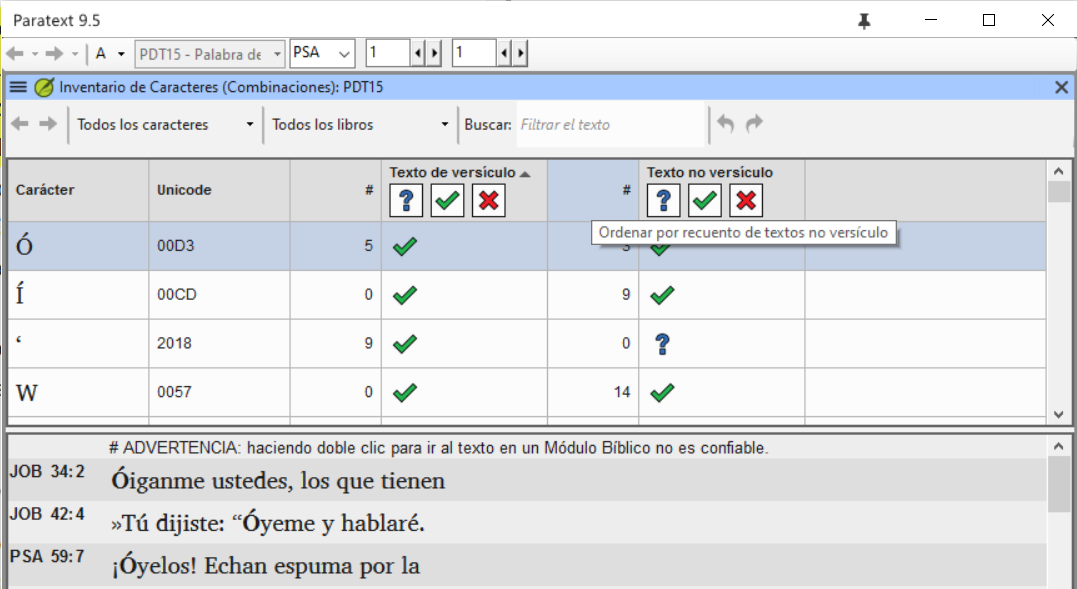 Paratext 9.5
A PDT15 - Palabra de PSA 1 1
Inventario de Caracteres (Combinaciones): PDT15
Todos los caracteres Todos los libros Buscar: Filtrar el texto
Carácter Unicode # Texto de versículo # Texto no versículo
Ordenar por recuento de textos no versículo
Ó 00D3 5 3
Í 00CD 0 9
‘ 2018 9 0
W 0057 0 14
# ADVERTENCIA: haciendo doble clic para ir al texto en un Módulo Bíblico no es confiable.
JOB 34:2 Óiganme ustedes, los que tienen
JOB 42:4 »Tú dijiste: “Óyeme y hablaré.
PSA 59:7 ¡Óyelos! Echan espuma por la